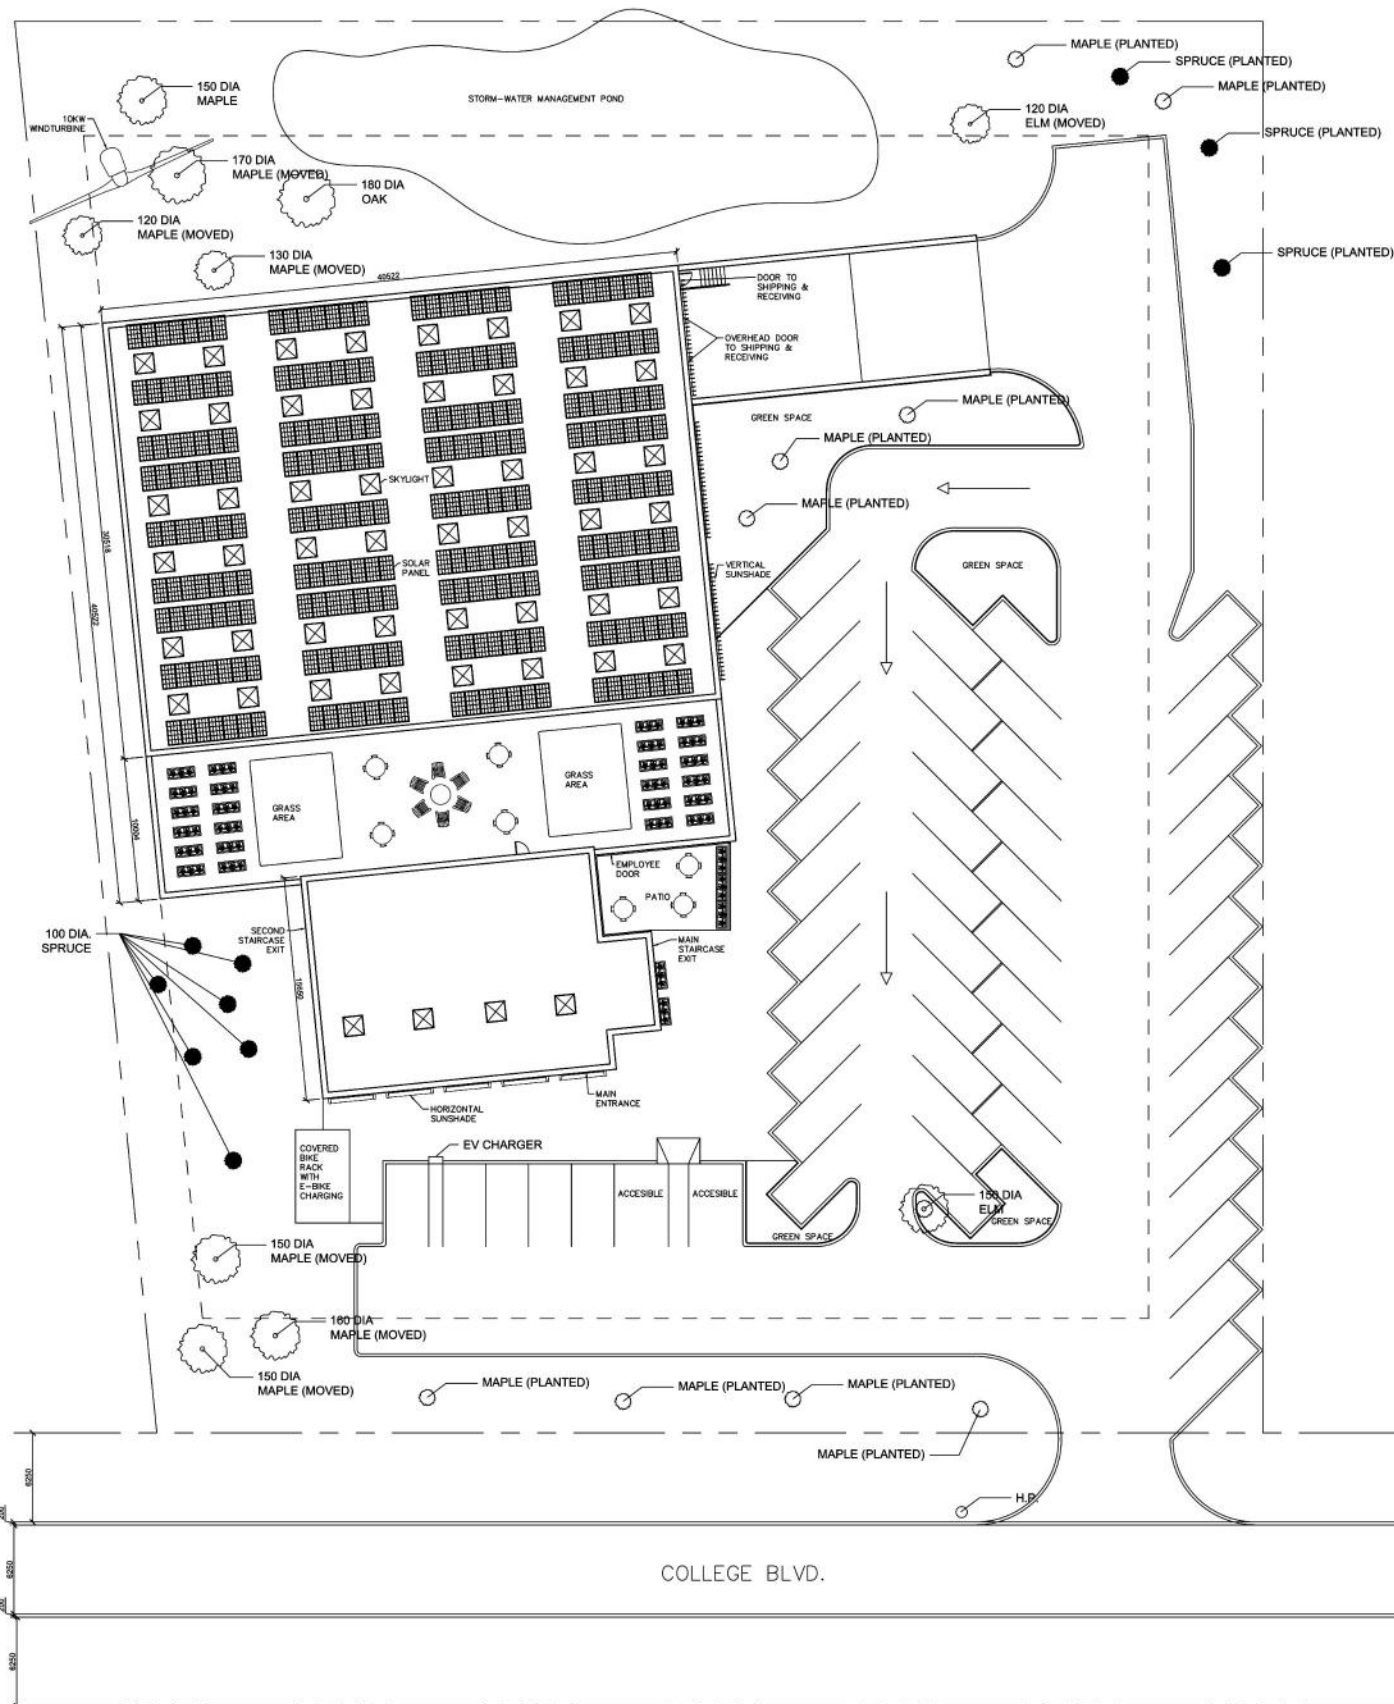 MAPLE (PLANTED)
SPRUCE (PLANTED)
MAPLE (PLANTED)
150 DIA
MAPLE
STORM-WATER MANAGEMENT POND
120 DIA
ELM (MOVED)
10KW
WINDTURBINE
SPRUCE (PLANTED)
170 DIA
MAPLE (MOVED)
180 DIA
OAK
120 DIA
MAPLE (MOVED)
SPRUCE (PLANTED)
130 DIA
MAPLE (MOVED)
40522
DOOR TO
SHIPPING &
RECEIVING
OVERHEAD DOOR
TO SHIPPING &
RECEIVING
MAPLE (PLANTED)
GREEN SPACE
MAPLE (PLANTED)
SKYLIGHT
MAPLE (PLANTED)
30518
40522
SOLAR
PANEL
VERTICAL
SUNSHADE
GREEN SPACE
GRASS
AREA
GRASS
AREA
10004
EMPLOYEE
DOOR
PATIO
100 DIA.
SPRUCE
SECOND
STAIRCASE
EXIT
MAIN
STAIRCASE
EXIT
MAIN
ENTRANCE
HORIZONTAL
SUNSHADE
COVERED
BIKE
RACK
WITH
E-BIKE
CHARGING
EV CHARGER
ACCESIBLE
ACCESIBLE
150 DIA
ELM
GREEN SPACE
GREEN SPACE
150 DIA
MAPLE (MOVED)
160 DIA
MAPLE (MOVED)
150 DIA
MAPLE (MOVED)
MAPLE (PLANTED)
MAPLE (PLANTED)
MAPLE (PLANTED)
MAPLE (PLANTED)
6250
H.P.
200
6250
COLLEGE BLVD.
200
6250